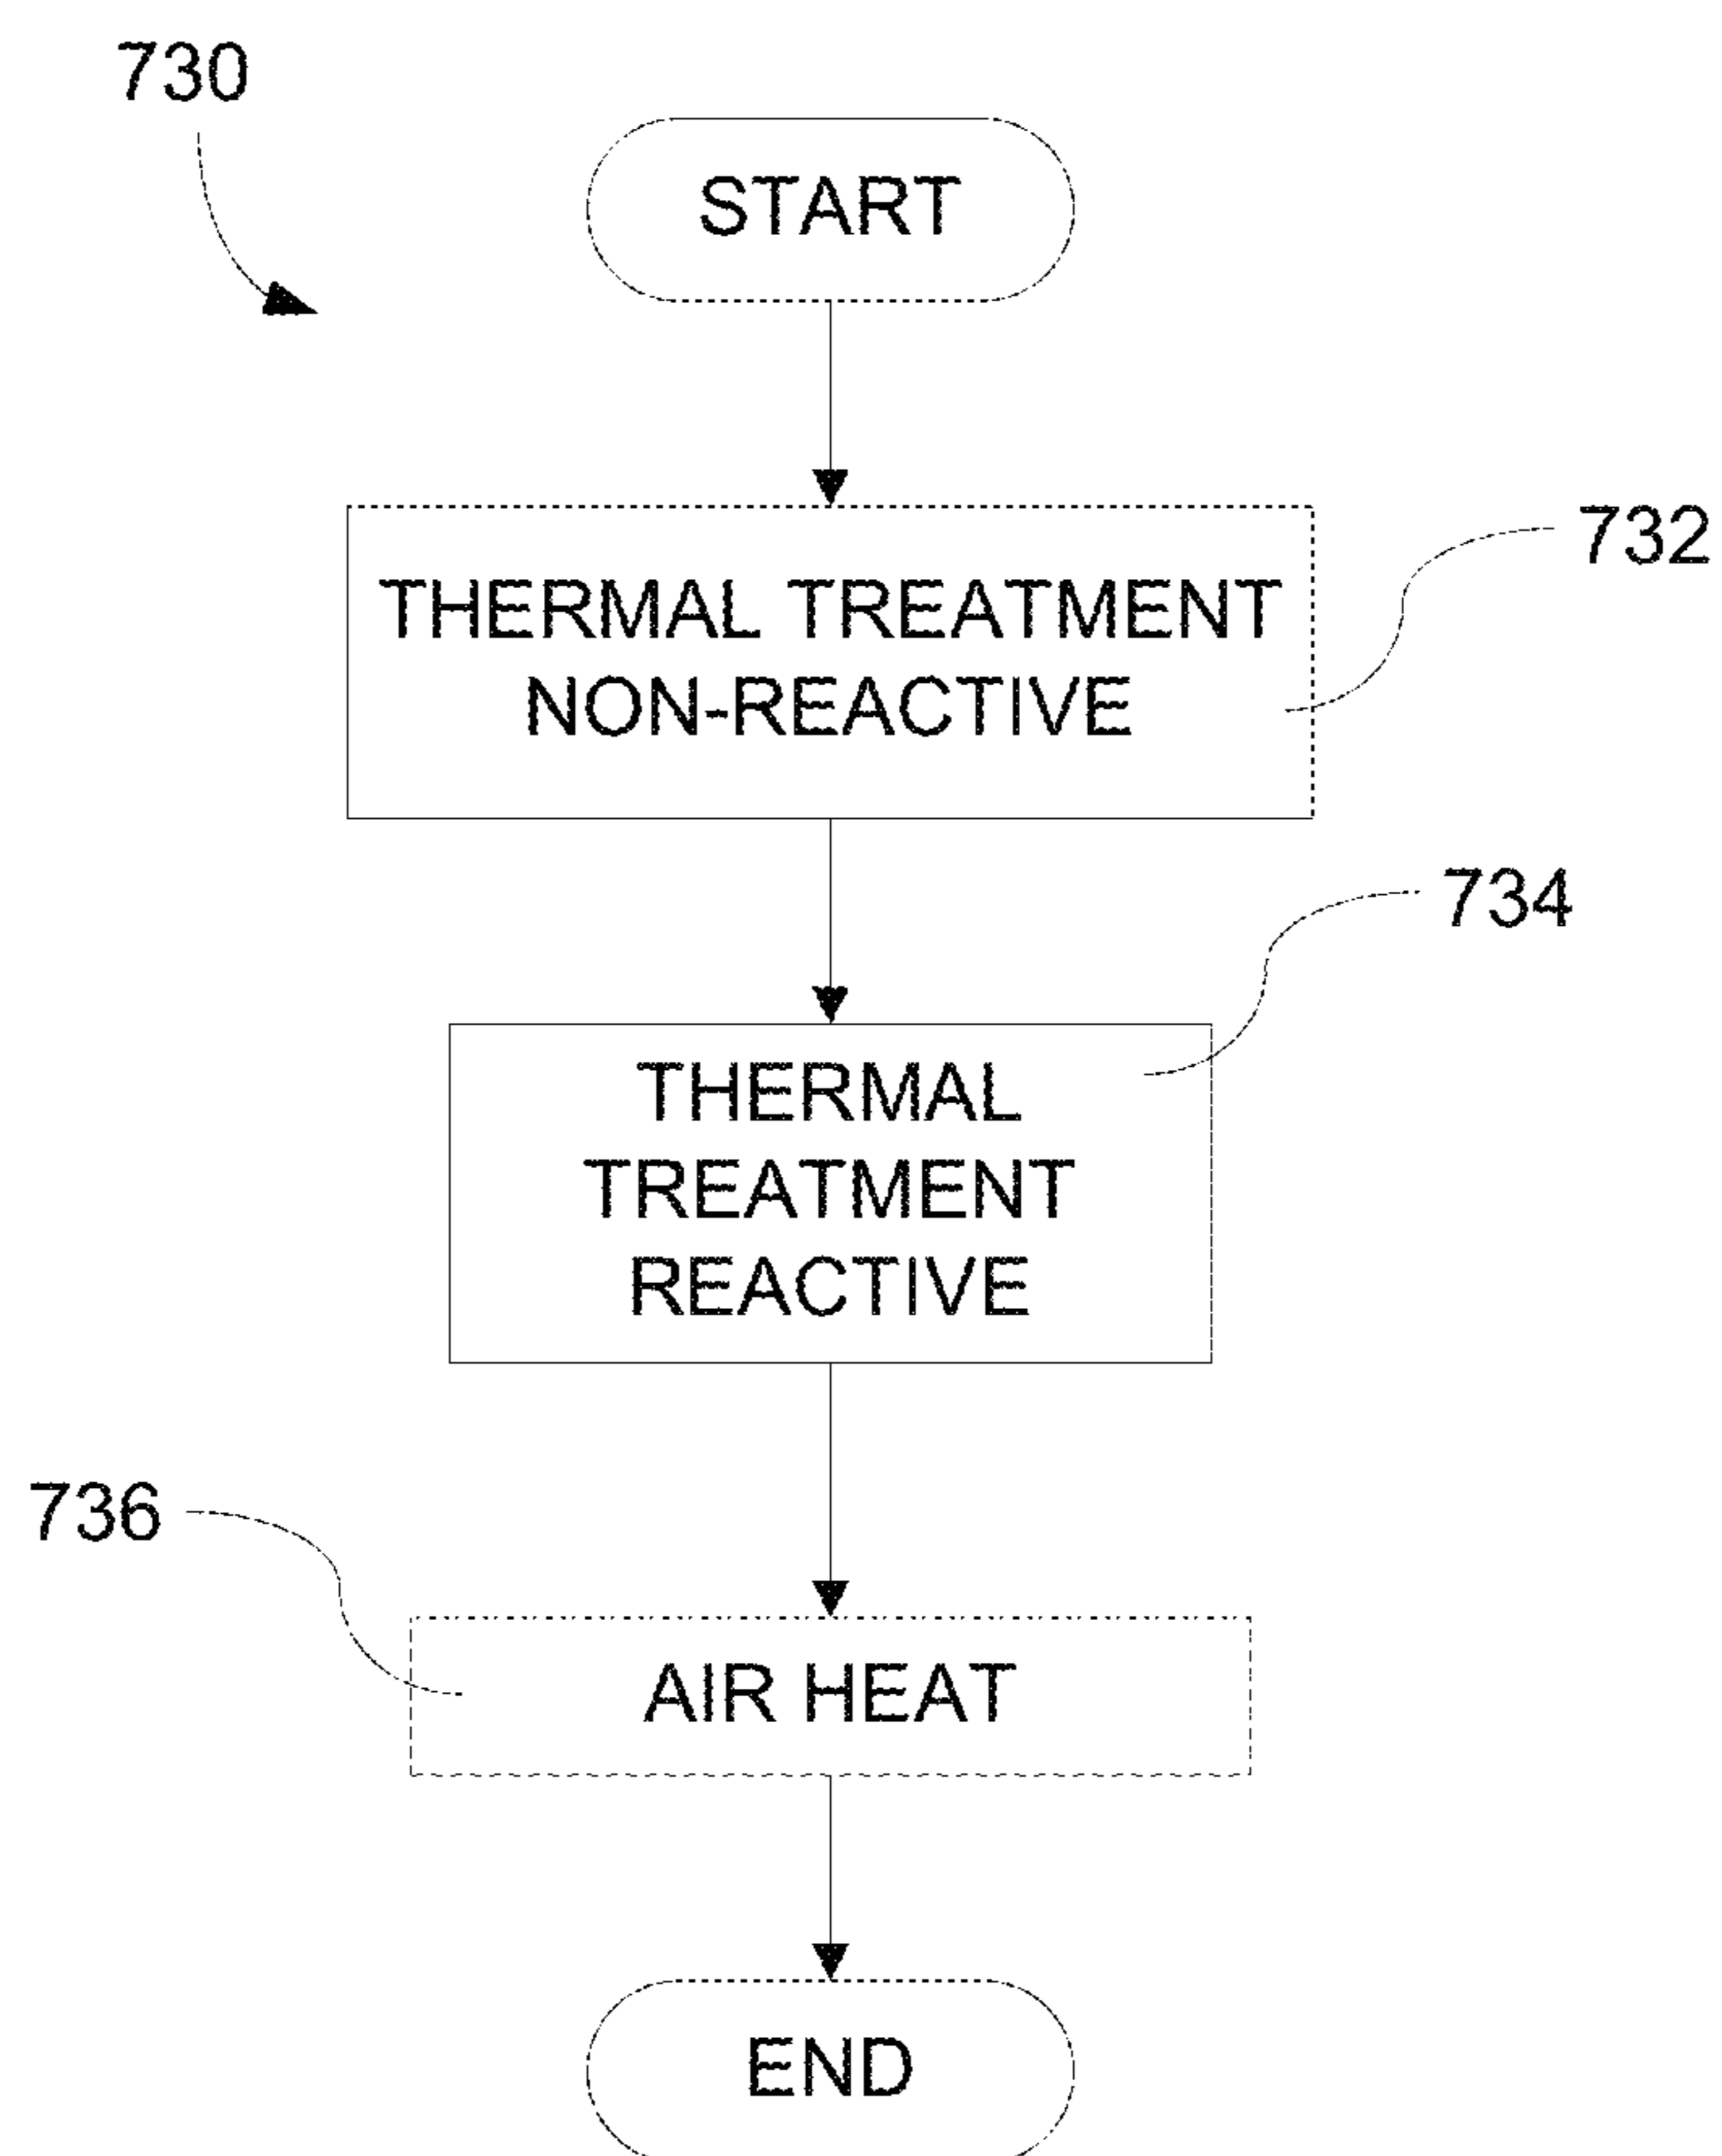 730
START
732
THERMAL TREATMENT
NON-REACTIVE
734
THERMAL
TREATMENT
REACTIVE
736
AIR HEAT
END